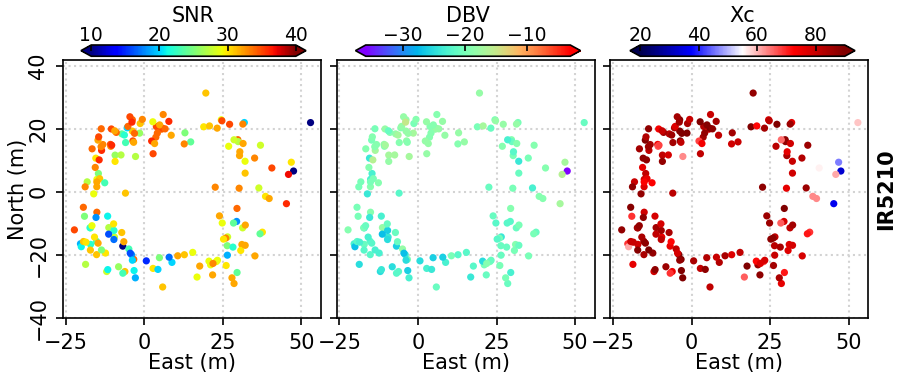 SNR
DBV
Xc
10 20 30 40
−30 −20 −10
20 40 60 80
North (m)
40
20
0
−20
−40
IR5210
−25 0 25 50
−25 0 25 50
−25 0 25 50
East (m)
East (m)
East (m)